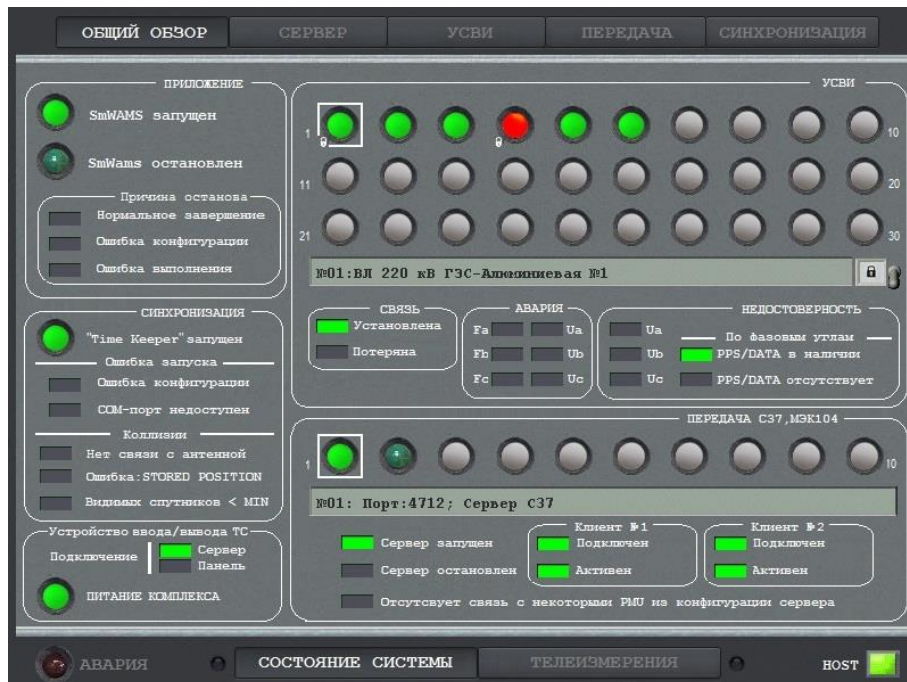 ОБЩИЙ ОБЗОР СЕРВЕР УСВИ ПЕРЕДАЧА СИНХРОНИЗАЦИЯ
ПРИЛОЖЕНИЕ
SmWAMS запущен
SmWams остановлен
Причина останова
Нормальное завершение
Ошибка конфигурации
Ошибка выполнения
СИНХРОНИЗАЦИЯ
"Time Keeper" запущен
Ошибка запуска
Ошибка конфигурации
COM-порт недоступен
Коллизии
Нет связи с антенной
Ошибка:STORED POSITION
Видимых спутников < MIN
Устройство ввода/вывода ТС
Подключение
Сервер
Панель
ПИТАНИЕ КОМПЛЕКСА
УСВИ
1 10
11 20
21 30
№01:ВЛ 220 кВ ГЭС-Алюминиевая №1
СВЯЗЬ
Установлена
Потеряна
АВАРИЯ
Fa Ua
Fb Ub
Fc Uc
НЕДОСТОВЕРНОСТЬ
Ua
Ub
Uc
По фазовым углам
PPS/DATA в наличии
PPS/DATA отсутствует
ПЕРЕДАЧА C37,МЭК104
1 10
№01: Порт:4712; Сервер C37
Сервер запущен
Сервер остановлен
Клиент №1
Подключен
Активен
Клиент №2
Подключен
Активен
Отсутсвует связь с некоторыми PMU из конфигурации сервера
АВАРИЯ СОСТОЯНИЕ СИСТЕМЫ ТЕЛЕИЗМЕРЕНИЯ HOST